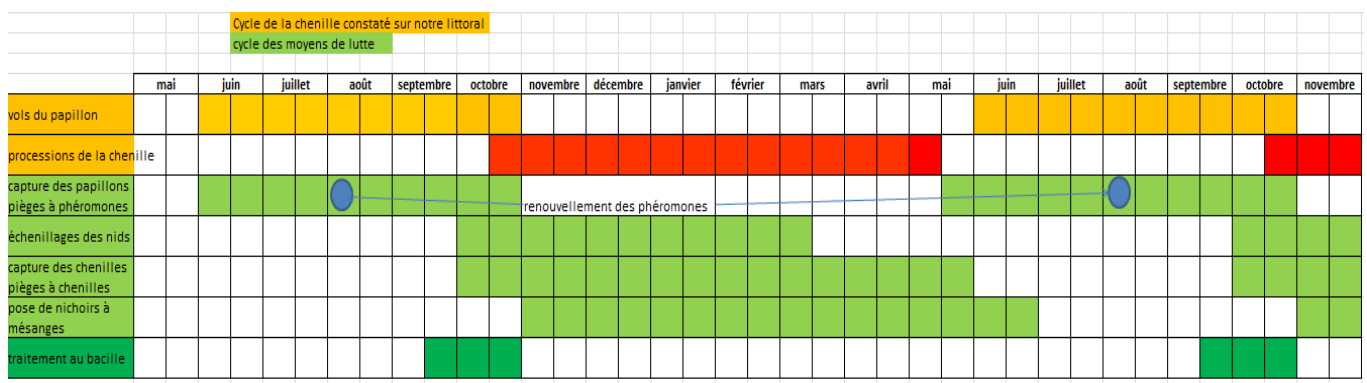 Cycle de la chenille constaté sur notre littoral
cycle des moyens de lutte
mai juin juillet août septembre octobre novembre décembre janvier février mars avril mai juin juillet août septembre octobre novembre
vols du papillon
processions de la chenille
capture des papillons
pièges à phéromones
renouvellement des phéromones
échenillages des nids
capture des chenilles
pièges à chenilles
pose de nichoirs à
mésanges
traitement au bacille